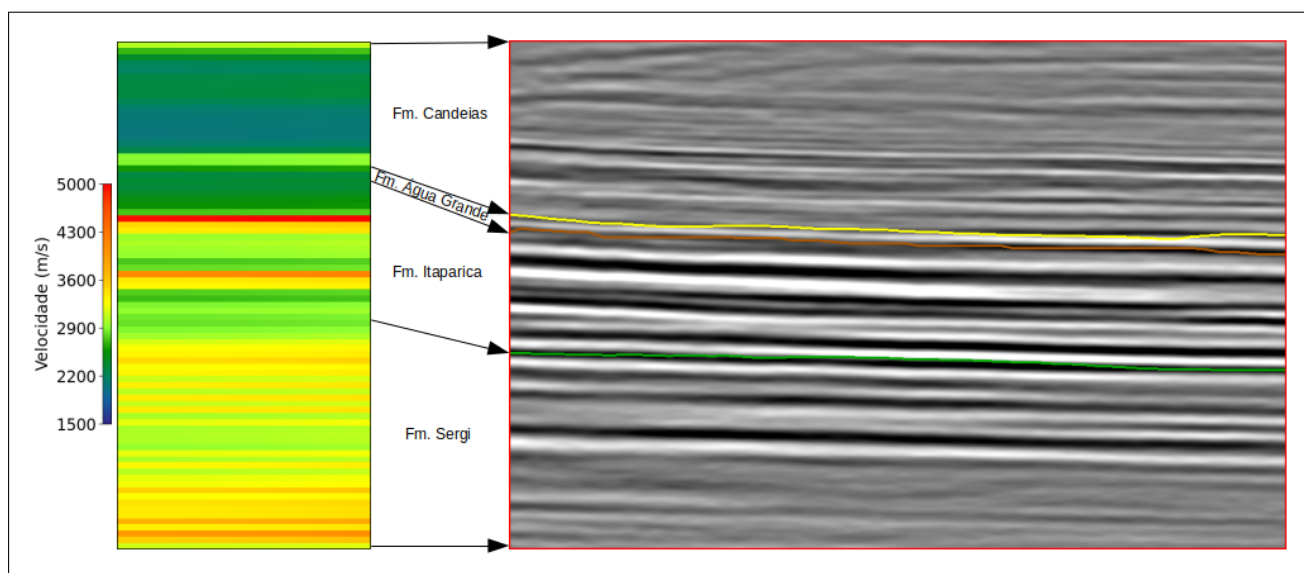 Fm. Candeias
Fm. Água Grande
5000
4300
3600
2900
2200
1500
Velocidade (m/s)
Fm. Itaparica
Fm. Sergi